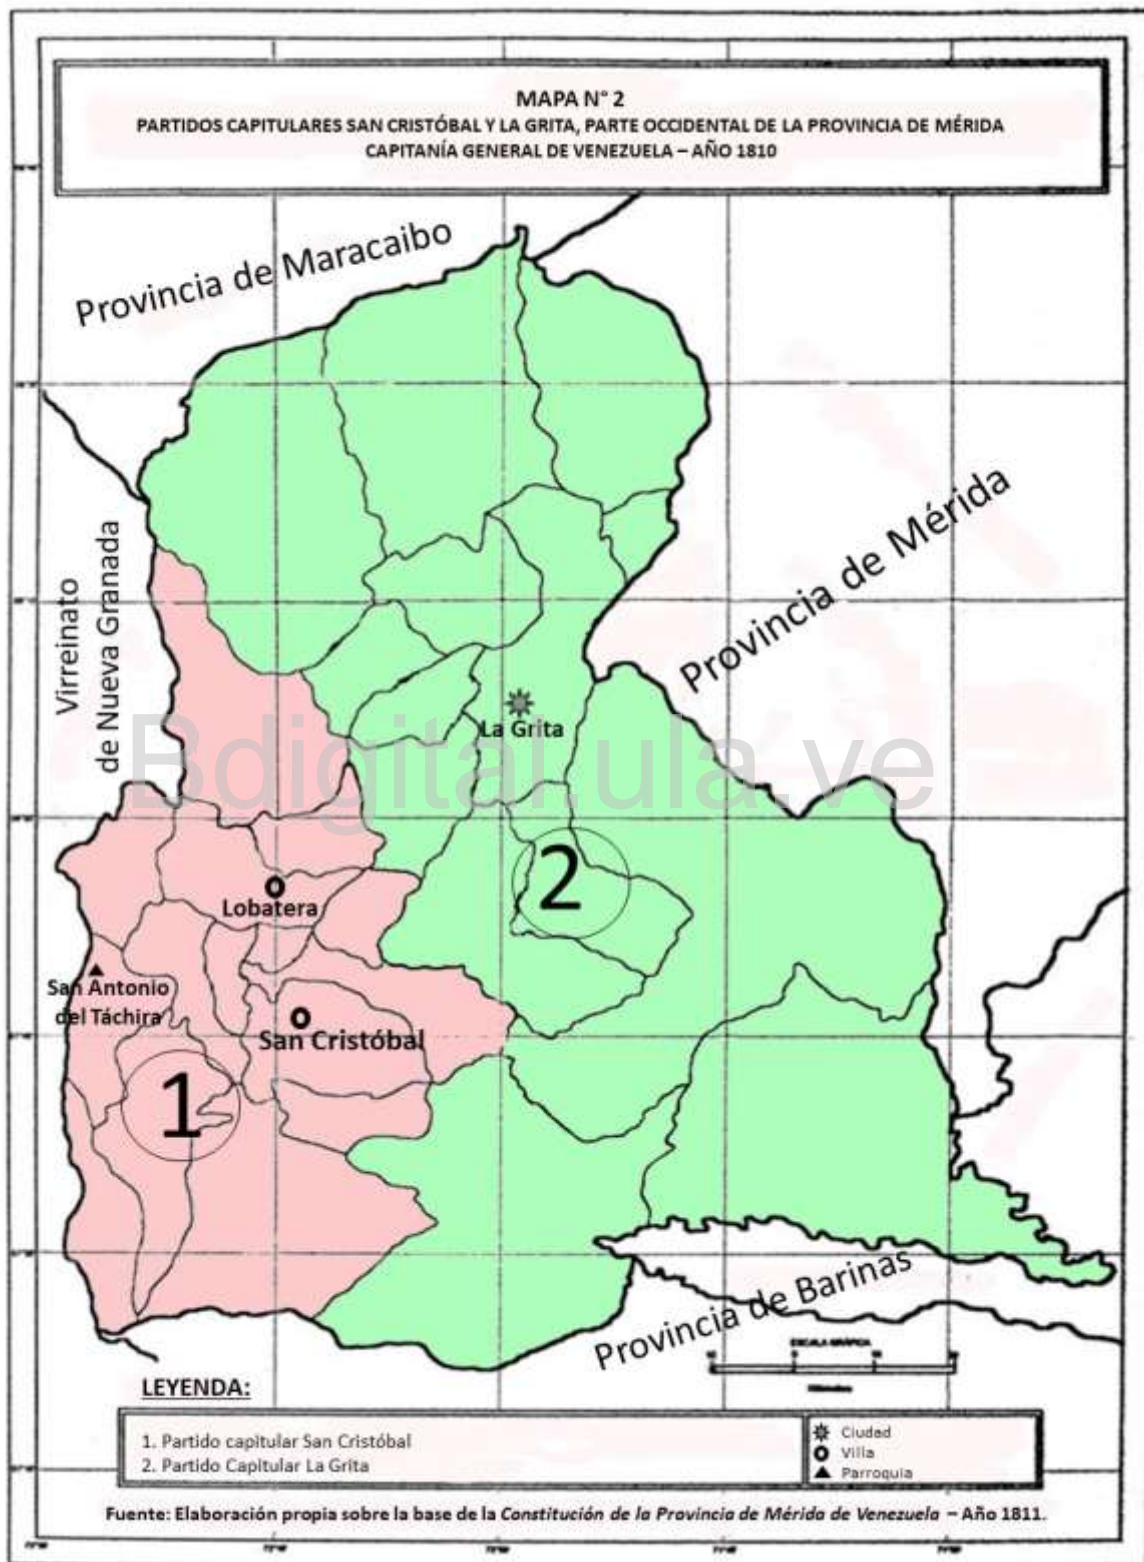 MAPA N° 2
PARTIDOS CAPITULARES SAN CRISTÓBAL Y LA GRITA, PARTE OCCIDENTAL DE LA PROVINCIA DE MÉRIDA
CAPITANÍA GENERAL DE VENEZUELA – AÑO 1810
Provincia de Maracaibo
Provincia de Mérida
Virreinato
de Nueva Granada
La Grita
Bdigital.ula.ve
2
Lobatera
San Antonio
del Táchira
San Cristóbal
1
Provincia de Barinas
ESCALA GRÁFICA
LEYENDA:
1. Partido capitular San Cristóbal
2. Partido Capitular La Grita
Ciudad
Villa
Parroquia
Fuente: Elaboración propia sobre la base de la Constitución de la Provincia de Mérida de Venezuela – Año 1811.